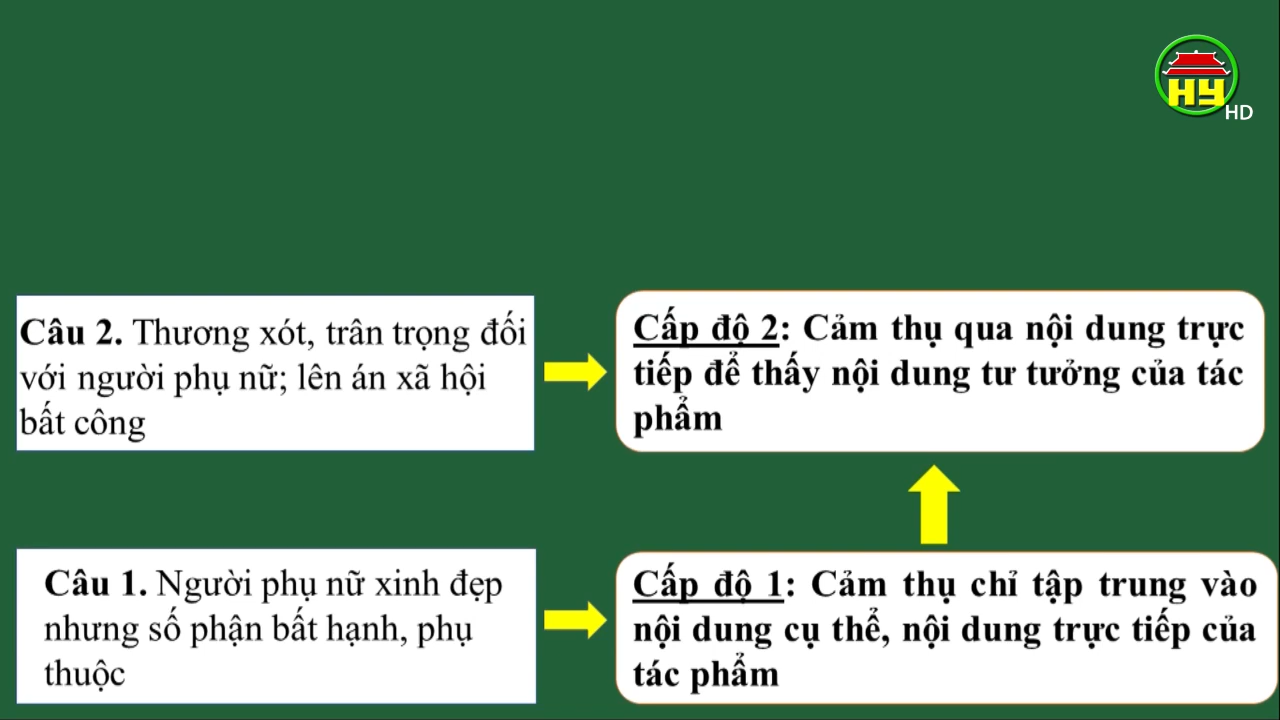 HY
HD
Câu 2. Thương xót, trân trọng đối
với người phụ nữ; lên án xã hội
bất công
Cấp độ 2: Cảm thụ qua nội dung trực
tiếp để thấy nội dung tư tưởng của tác
phẩm
Câu 1. Người phụ nữ xinh đẹp
nhưng số phận bất hạnh, phụ
thuộc
Cấp độ 1: Cảm thụ chỉ tập trung vào
nội dung cụ thể, nội dung trực tiếp của
tác phẩm